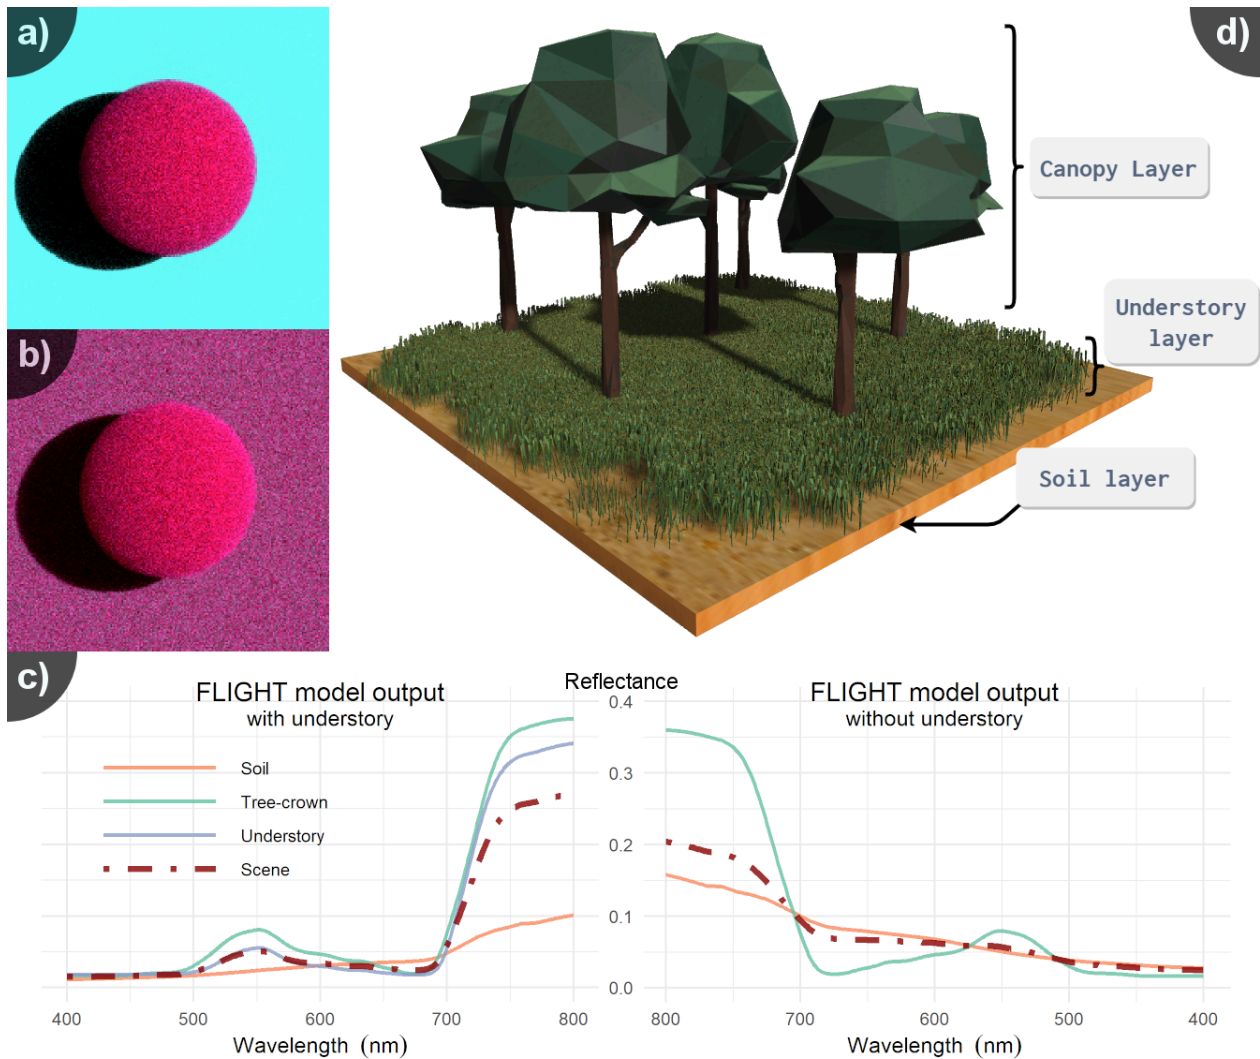 a)
d)
Canopy Layer
Understory
layer
b)
Soil layer
c)
FLIGHT model output
with understory
Reflectance
FLIGHT model output
without understory
Soil
Tree-crown
Understory
Scene
0.4
0.3
0.2
0.1
0.0
400 500 600 700 800
800 700 600 500 400
Wavelength (nm)
Wavelength (nm)